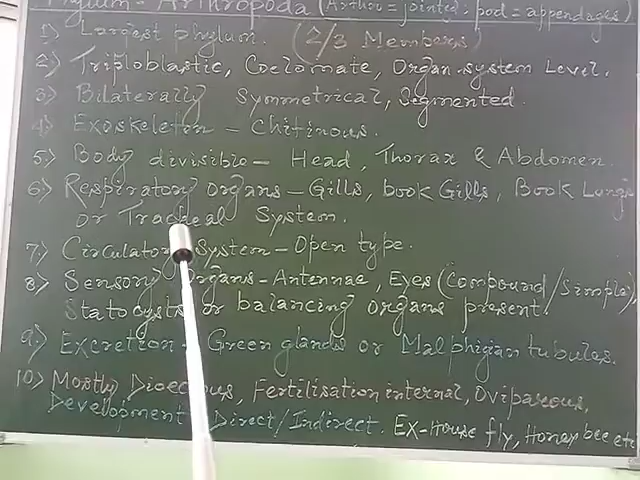 Phylum - Arthropoda (Arthro = jointed, pod = appendages)
1) Largest phylum. (2/3 Members)
2) Triploblastic, Coelomate, Organ-system Level.
3) Bilaterally Symmetrical, Segmented.
4) Exoskeleton - Chitinous.
5) Body divisible - Head, Thorax & Abdomen.
6) Respiratory Organs - Gills, book Gills, Book Lungs
or Tracheal System.
7) Circulatory System - Open type.
8) Sensory Organs - Antennae, Eyes (Compound/Simple),
Statocysts or balancing organs present.
9) Excretion - Green glands or Malphigian tubules.
10) Mostly Dioecious, Fertilisation internal, Oviparous,
Development Direct/Indirect. Ex-House fly, Honey bee etc